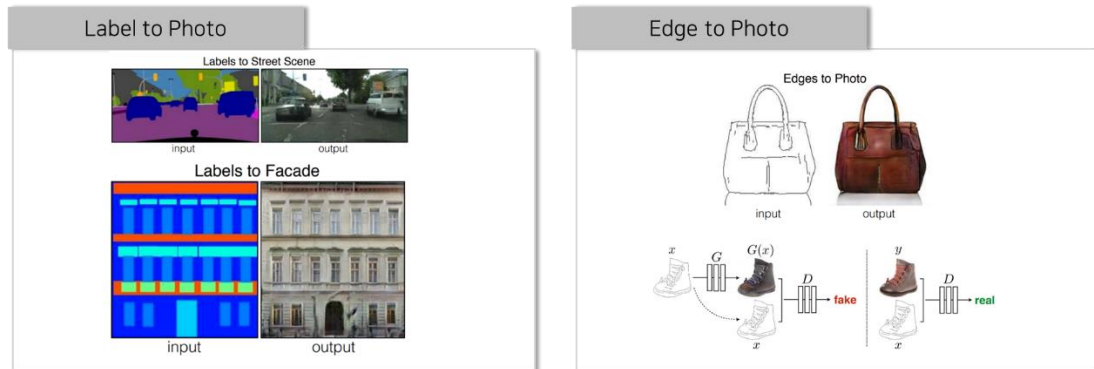 Label to Photo
Labels to Street Scene
input
output
Labels to Facade
input
output
Edge to Photo
Edges to Photo
input
output
x
G
G(x)
D
fake
x
y
D
real
x